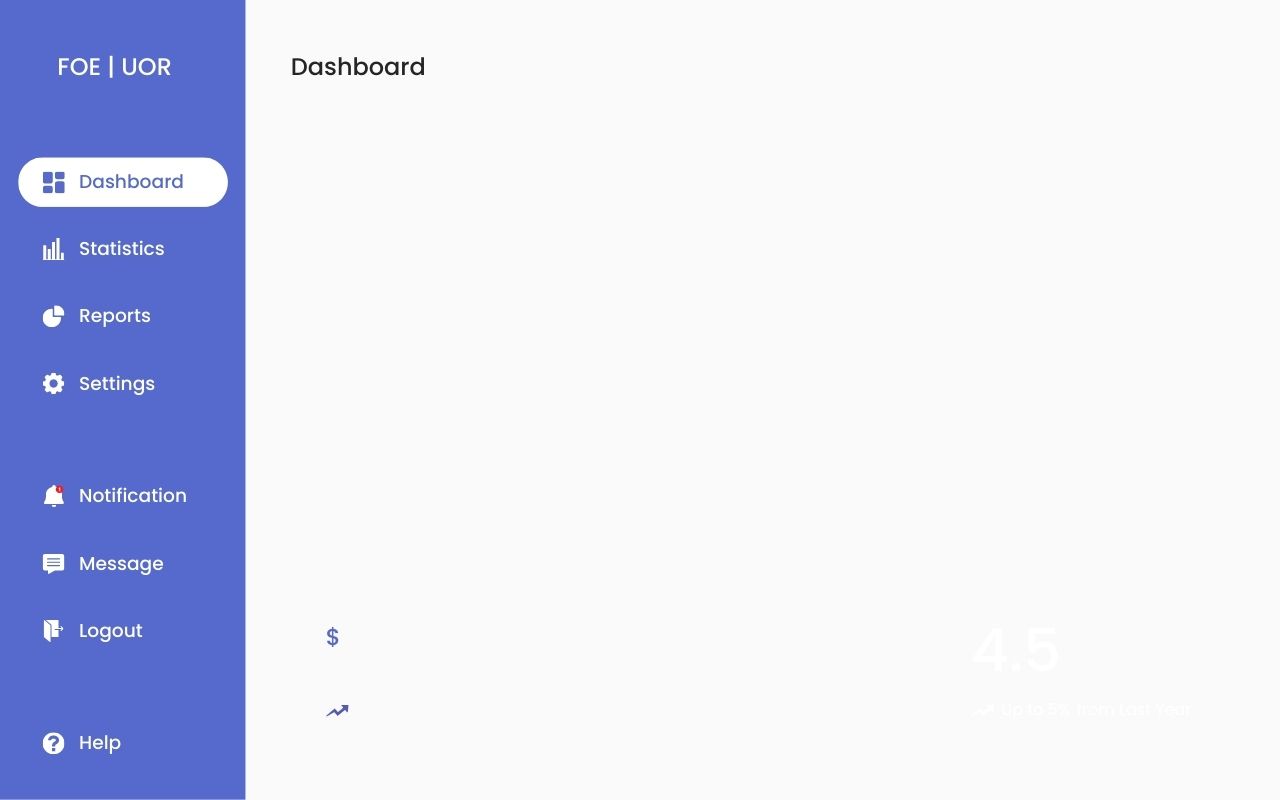 FOE | UOR
Dashboard
Dashboard
Statistics
Reports
Settings
Notification
Message
Logout
Help
$
4.5
Up to 5% from Last Year